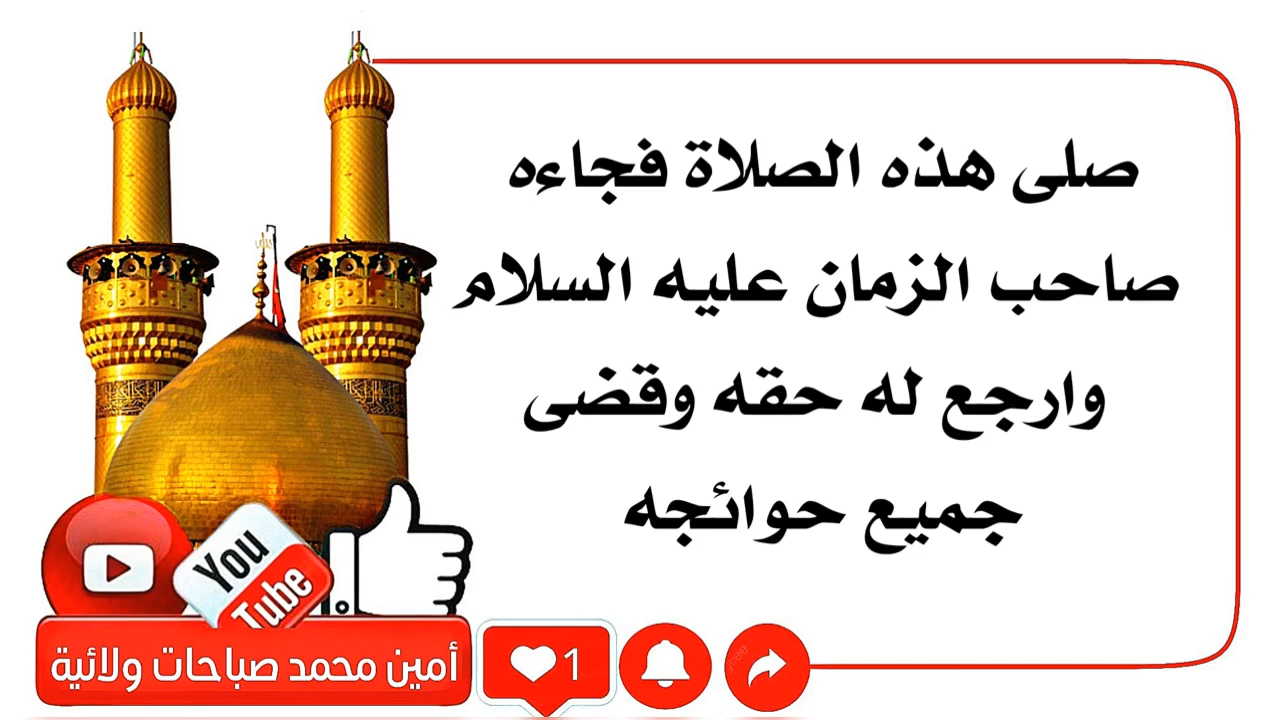 صلى هذه الصلاة فجاءه
صاحب الزمان عليه السلام
وارجع له حقه وقضى
جميع حوائجه
You
Tube
أمين محمد صباحات ولائية
1